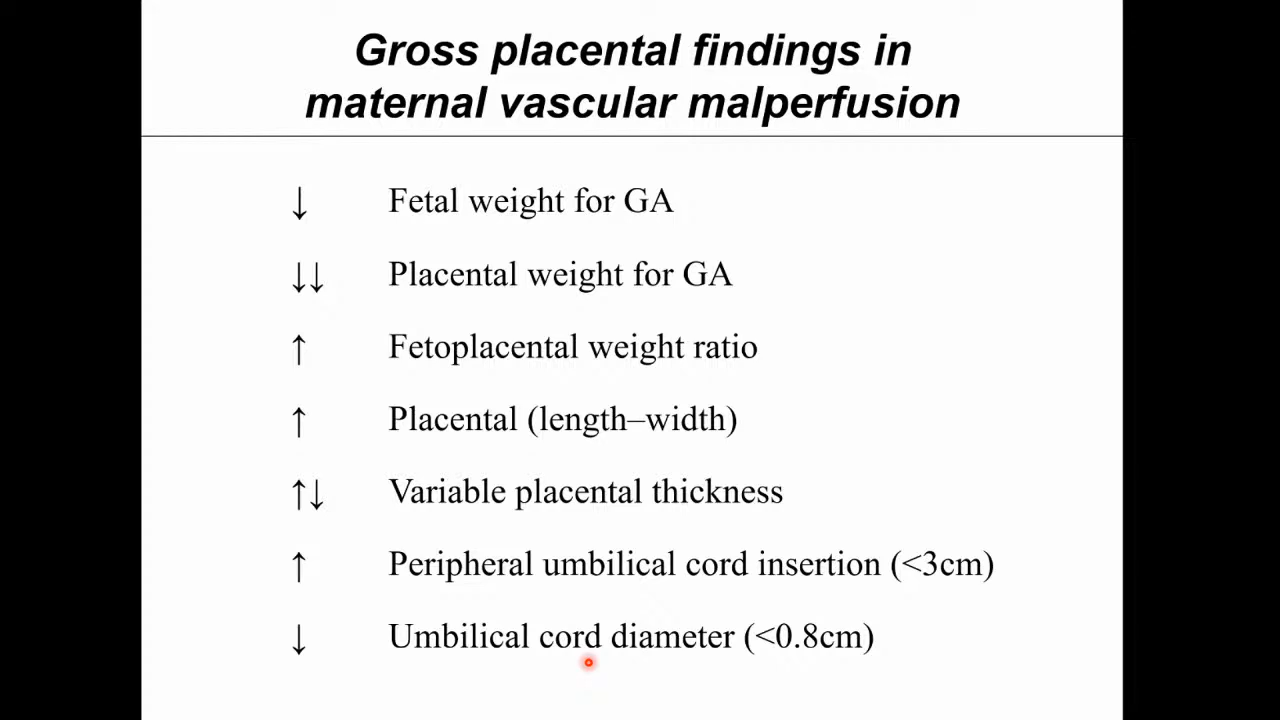 Gross placental findings in
maternal vascular malperfusion
↓ Fetal weight for GA
↓↓ Placental weight for GA
↑ Fetoplacental weight ratio
↑ Placental (length–width)
↑↓ Variable placental thickness
↑ Peripheral umbilical cord insertion (<3cm)
↓ Umbilical cord diameter (<0.8cm)